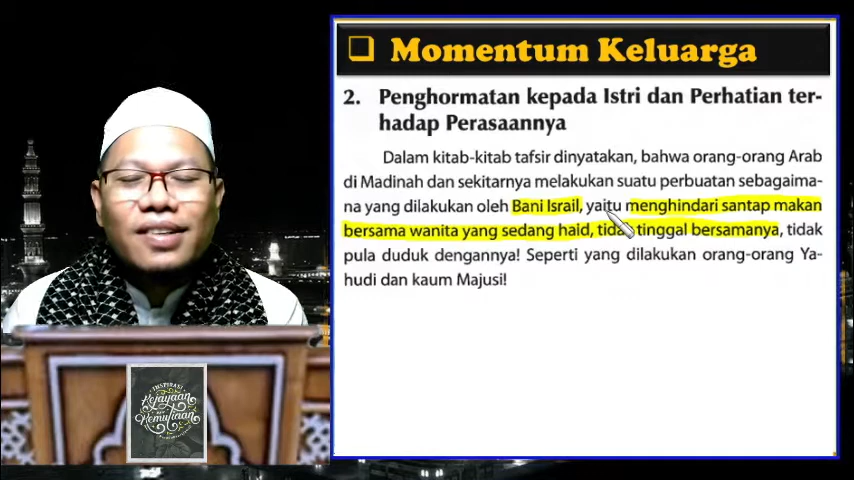 ❑ Momentum Keluarga
2. Penghormatan kepada Istri dan Perhatian ter-
hadap Perasaannya
Dalam kitab-kitab tafsir dinyatakan, bahwa orang-orang Arab
di Madinah dan sekitarnya melakukan suatu perbuatan sebagaima-
na yang dilakukan oleh Bani Israil, yaitu menghindari santap makan
bersama wanita yang sedang haid, tidak tinggal bersamanya, tidak
pula duduk dengannya! Seperti yang dilakukan orang-orang Ya-
hudi dan kaum Majusi!
INSPIRASI
Kejayaan
Kemuliaan